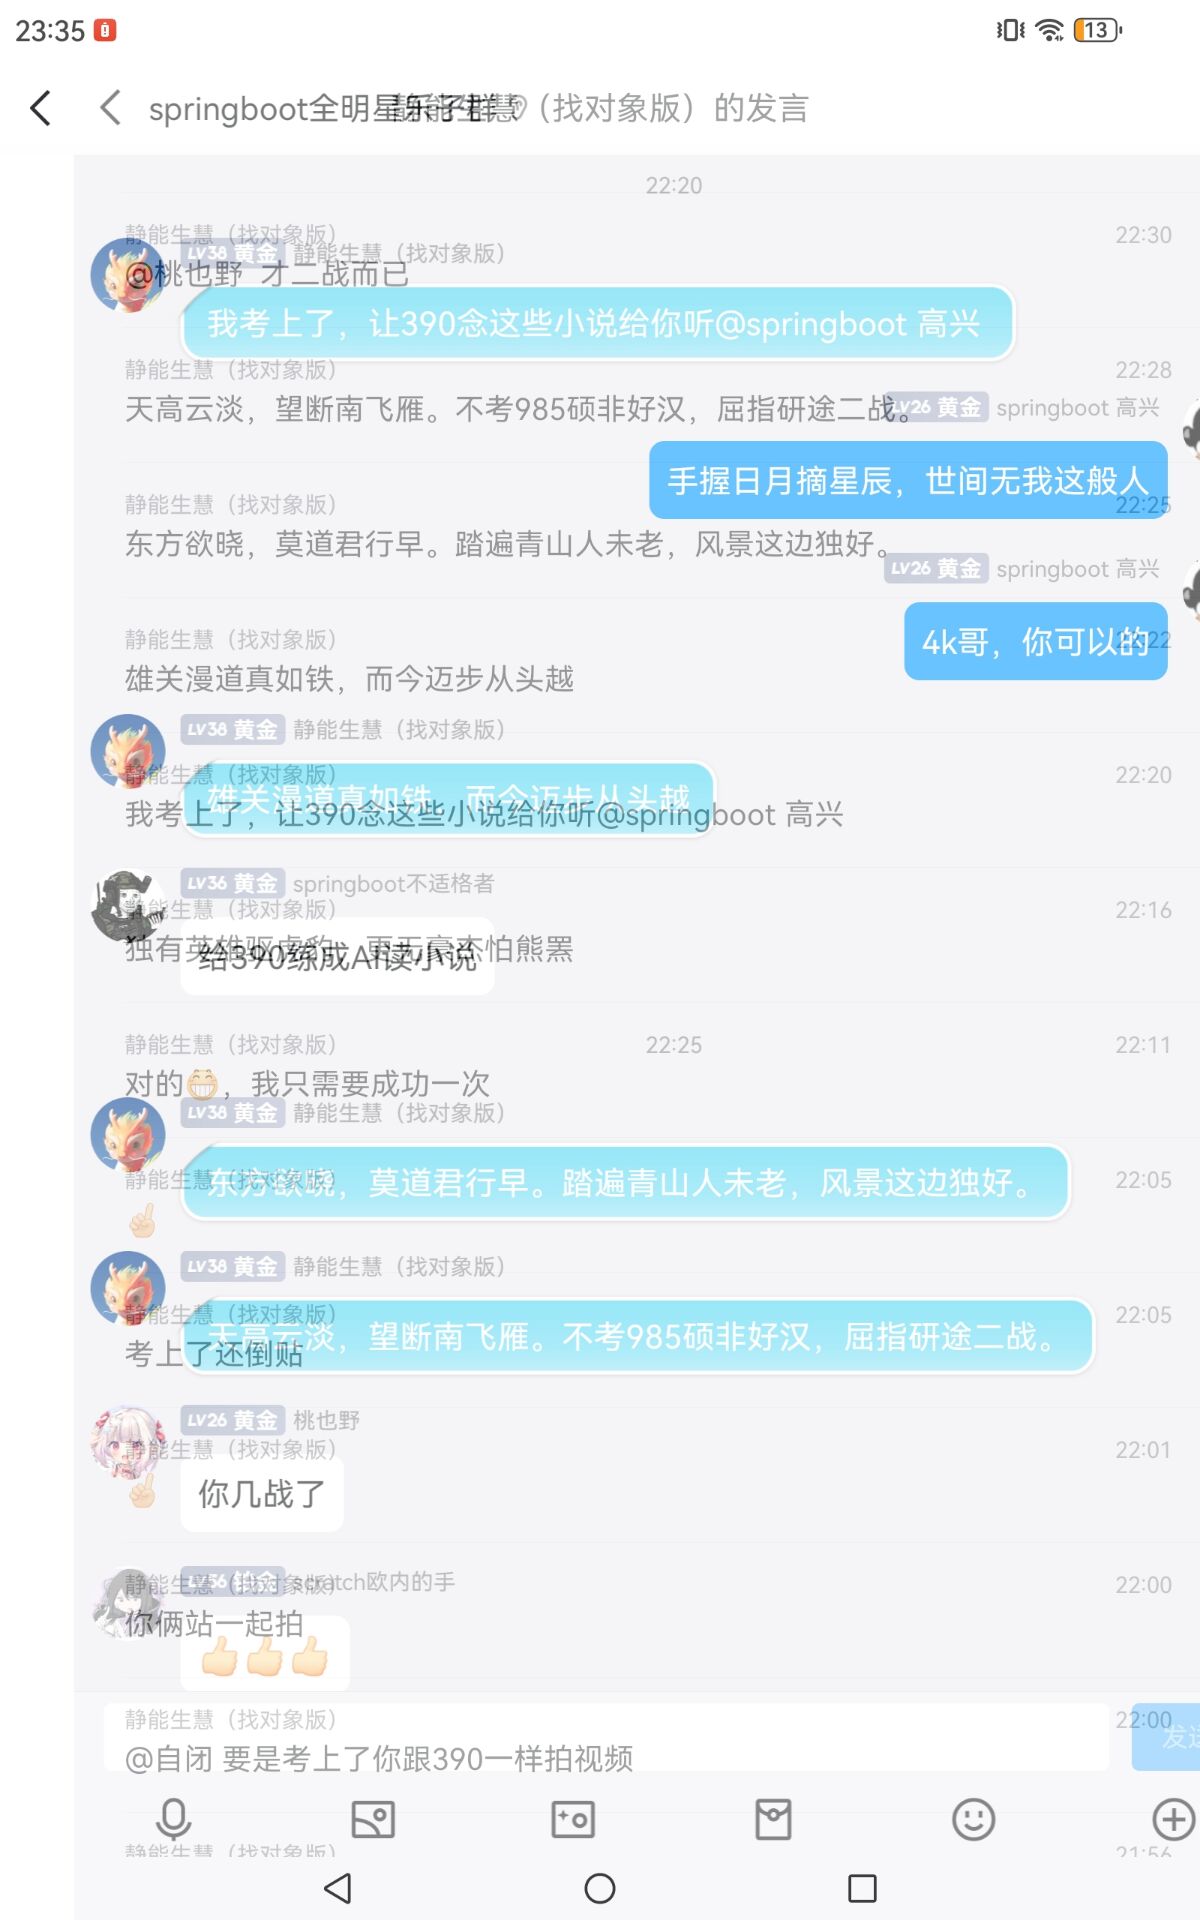 23:35
13
springboot全明星乐子群
静能生慧（找对象版）的发言
22:20
静能生慧（找对象版）
22:30
LV38 黄金 静能生慧（找对象版）
@桃也野 才二战而已
我考上了，让390念这些小说给你听@springboot 高兴
静能生慧（找对象版）
22:28
天高云淡，望断南飞雁。不考985硕非好汉，屈指研途二战。
LV26 黄金 springboot 高兴
手握日月摘星辰，世间无我这般人
静能生慧（找对象版）
22:25
东方欲晓，莫道君行早。踏遍青山人未老，风景这边独好。
LV26 黄金 springboot 高兴
4k哥，你可以的
静能生慧（找对象版）
22:22
雄关漫道真如铁，而今迈步从头越
LV38 黄金 静能生慧（找对象版）
静能生慧（找对象版）
22:20
雄关漫道真如铁，而今迈步从头越
我考上了，让390念这些小说给你听@springboot 高兴
LV36 黄金 springboot不适格者
静能生慧（找对象版）
22:16
独有英雄驱虎豹，更无豪杰怕熊罴
给390练成AI读小说
静能生慧（找对象版）
22:25
22:11
对的😁，我只需要成功一次
LV38 黄金 静能生慧（找对象版）
静能生慧（找对象版）
22:05
东方欲晓，莫道君行早。踏遍青山人未老，风景这边独好。
☝🏻
LV38 黄金 静能生慧（找对象版）
静能生慧（找对象版）
22:05
天高云淡，望断南飞雁。不考985硕非好汉，屈指研途二战。
考上了还倒贴
LV26 黄金 桃也野
静能生慧（找对象版）
22:01
☝🏻
你几战了
scratch欧内的手
静能生慧（找对象版）
22:00
你俩站一起拍
👍🏻👍🏻👍🏻
静能生慧（找对象版）
22:00
@自闭 要是考上了你跟390一样拍视频
静能生慧（找对象版）
21:56